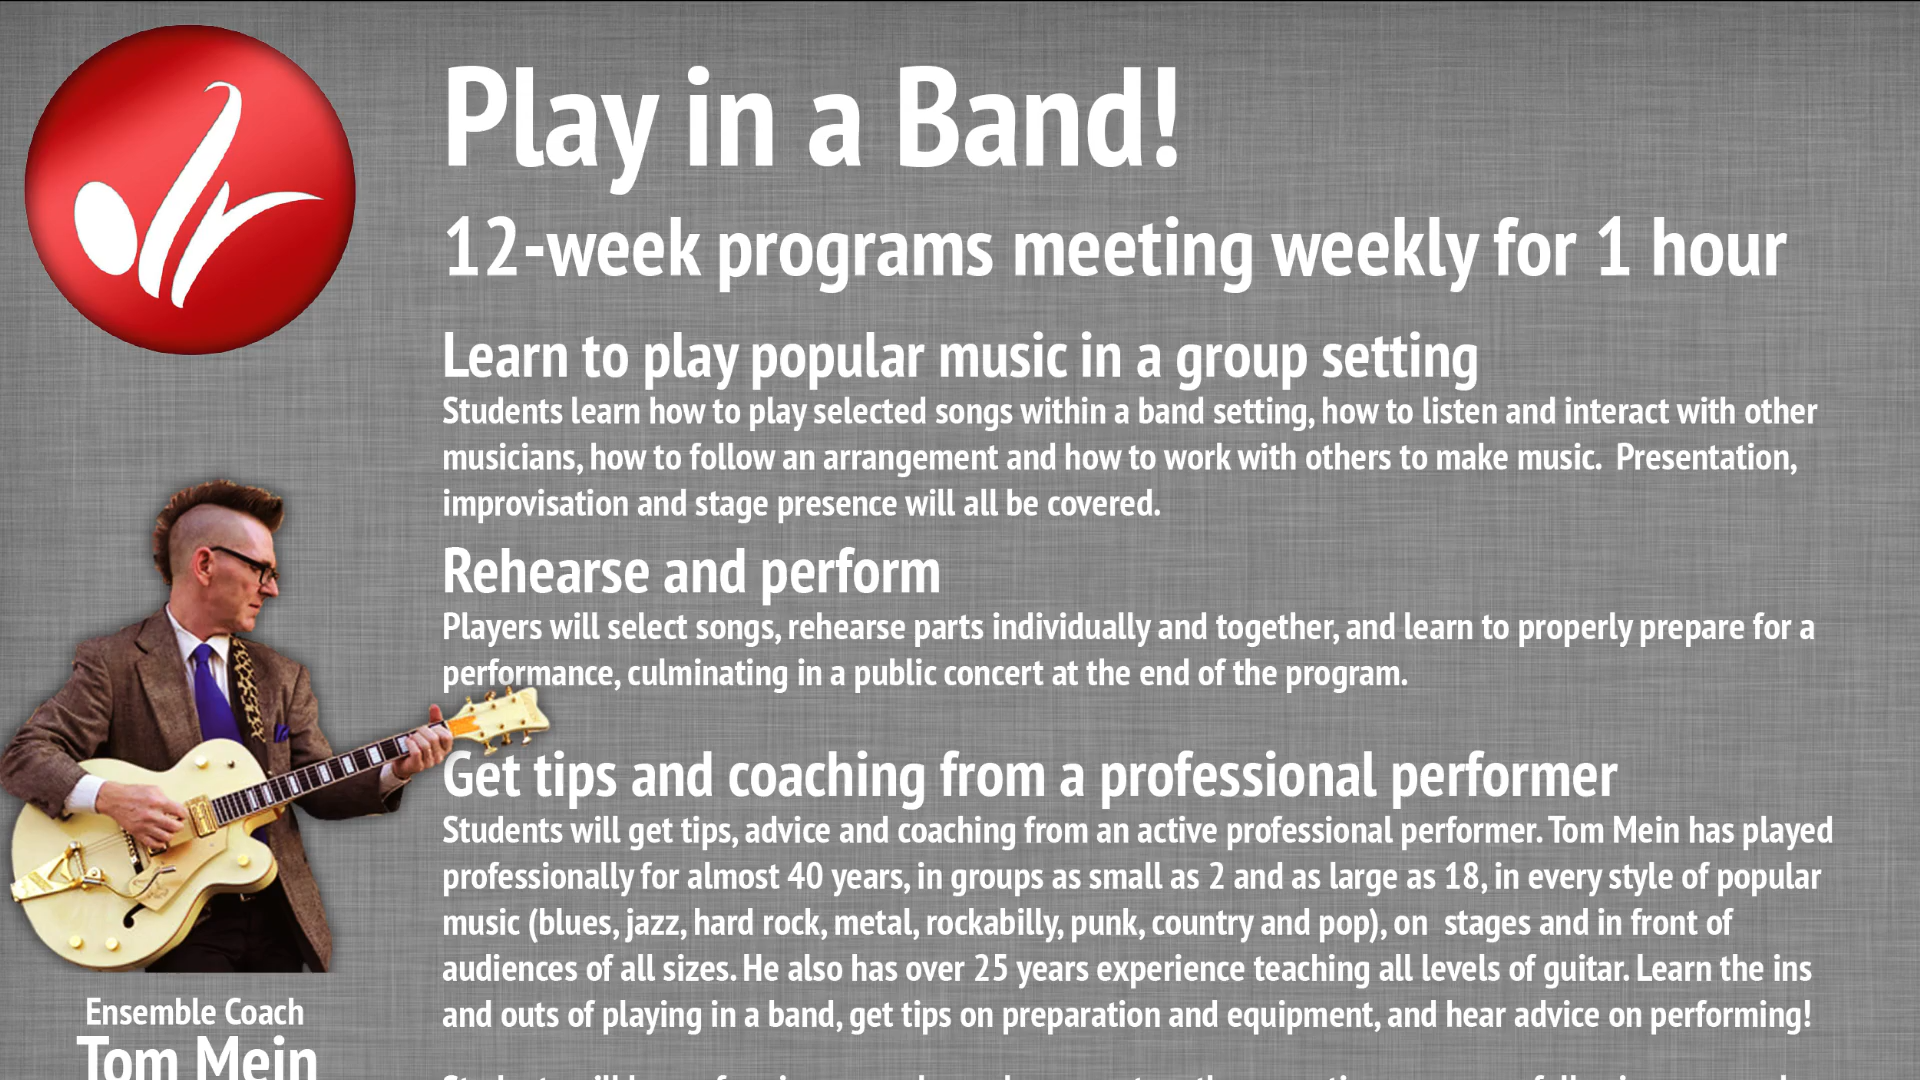 Play in a Band!
12-week programs meeting weekly for 1 hour
Learn to play popular music in a group setting
Students learn how to play selected songs within a band setting, how to listen and interact with other
musicians, how to follow an arrangement and how to work with others to make music.  Presentation,
improvisation and stage presence will all be covered.
Rehearse and perform
Players will select songs, rehearse parts individually and together, and learn to properly prepare for a
performance, culminating in a public concert at the end of the program.
Get tips and coaching from a professional performer
Students will get tips, advice and coaching from an active professional performer. Tom Mein has played
professionally for almost 40 years, in groups as small as 2 and as large as 18, in every style of popular
music (blues, jazz, hard rock, metal, rockabilly, punk, country and pop), on  stages and in front of
audiences of all sizes. He also has over 25 years experience teaching all levels of guitar. Learn the ins
and outs of playing in a band, get tips on preparation and equipment, and hear advice on performing!
Ensemble Coach
Tom Mein